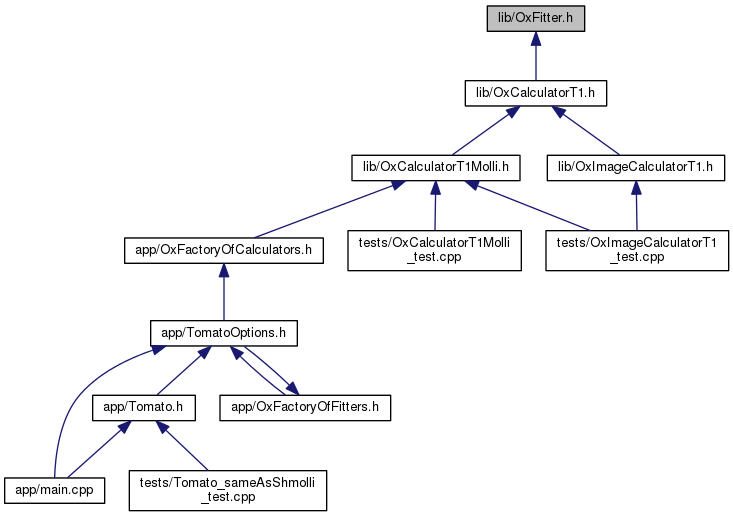 lib/OxFitter.h
lib/OxCalculatorT1.h
lib/OxCalculatorT1Molli.h
lib/OxImageCalculatorT1.h
app/OxFactoryOfCalculators.h
tests/OxCalculatorT1Molli
_test.cpp
tests/OxImageCalculatorT1
_test.cpp
app/TomatoOptions.h
app/Tomato.h
app/OxFactoryOfFitters.h
app/main.cpp
tests/Tomato_sameAsShmolli
_test.cpp